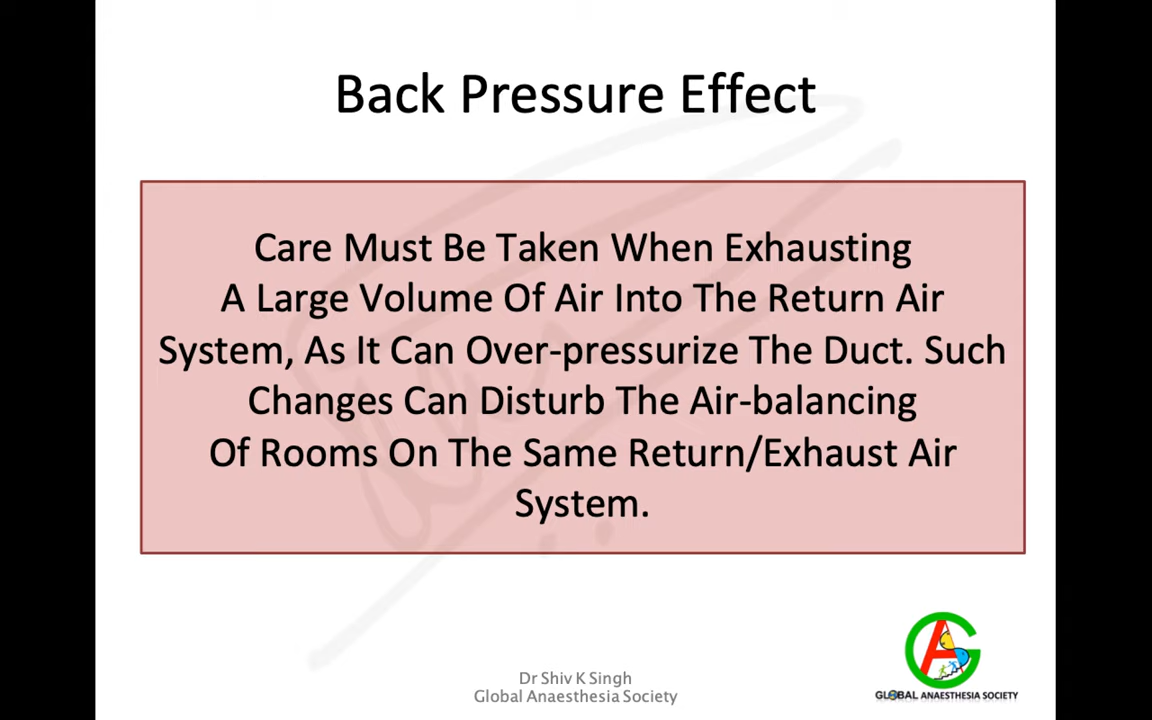 Back Pressure Effect
Care Must Be Taken When Exhausting
A Large Volume Of Air Into The Return Air
System, As It Can Over-pressurize The Duct. Such
Changes Can Disturb The Air-balancing
Of Rooms On The Same Return/Exhaust Air
System.
Dr Shiv K Singh
Global Anaesthesia Society
GLOBAL ANAESTHESIA SOCIETY